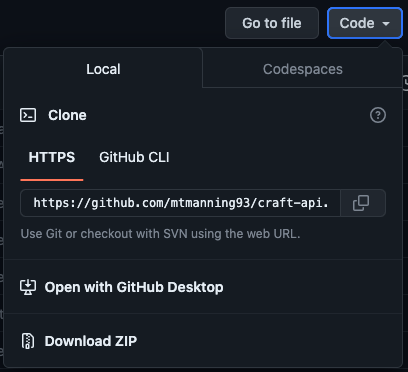 Go to file
Code
Local
Codespaces
Clone
HTTPS
GitHub CLI
https://github.com/mtmanning93/craft-api.
Use Git or checkout with SVN using the web URL.
Open with GitHub Desktop
Download ZIP